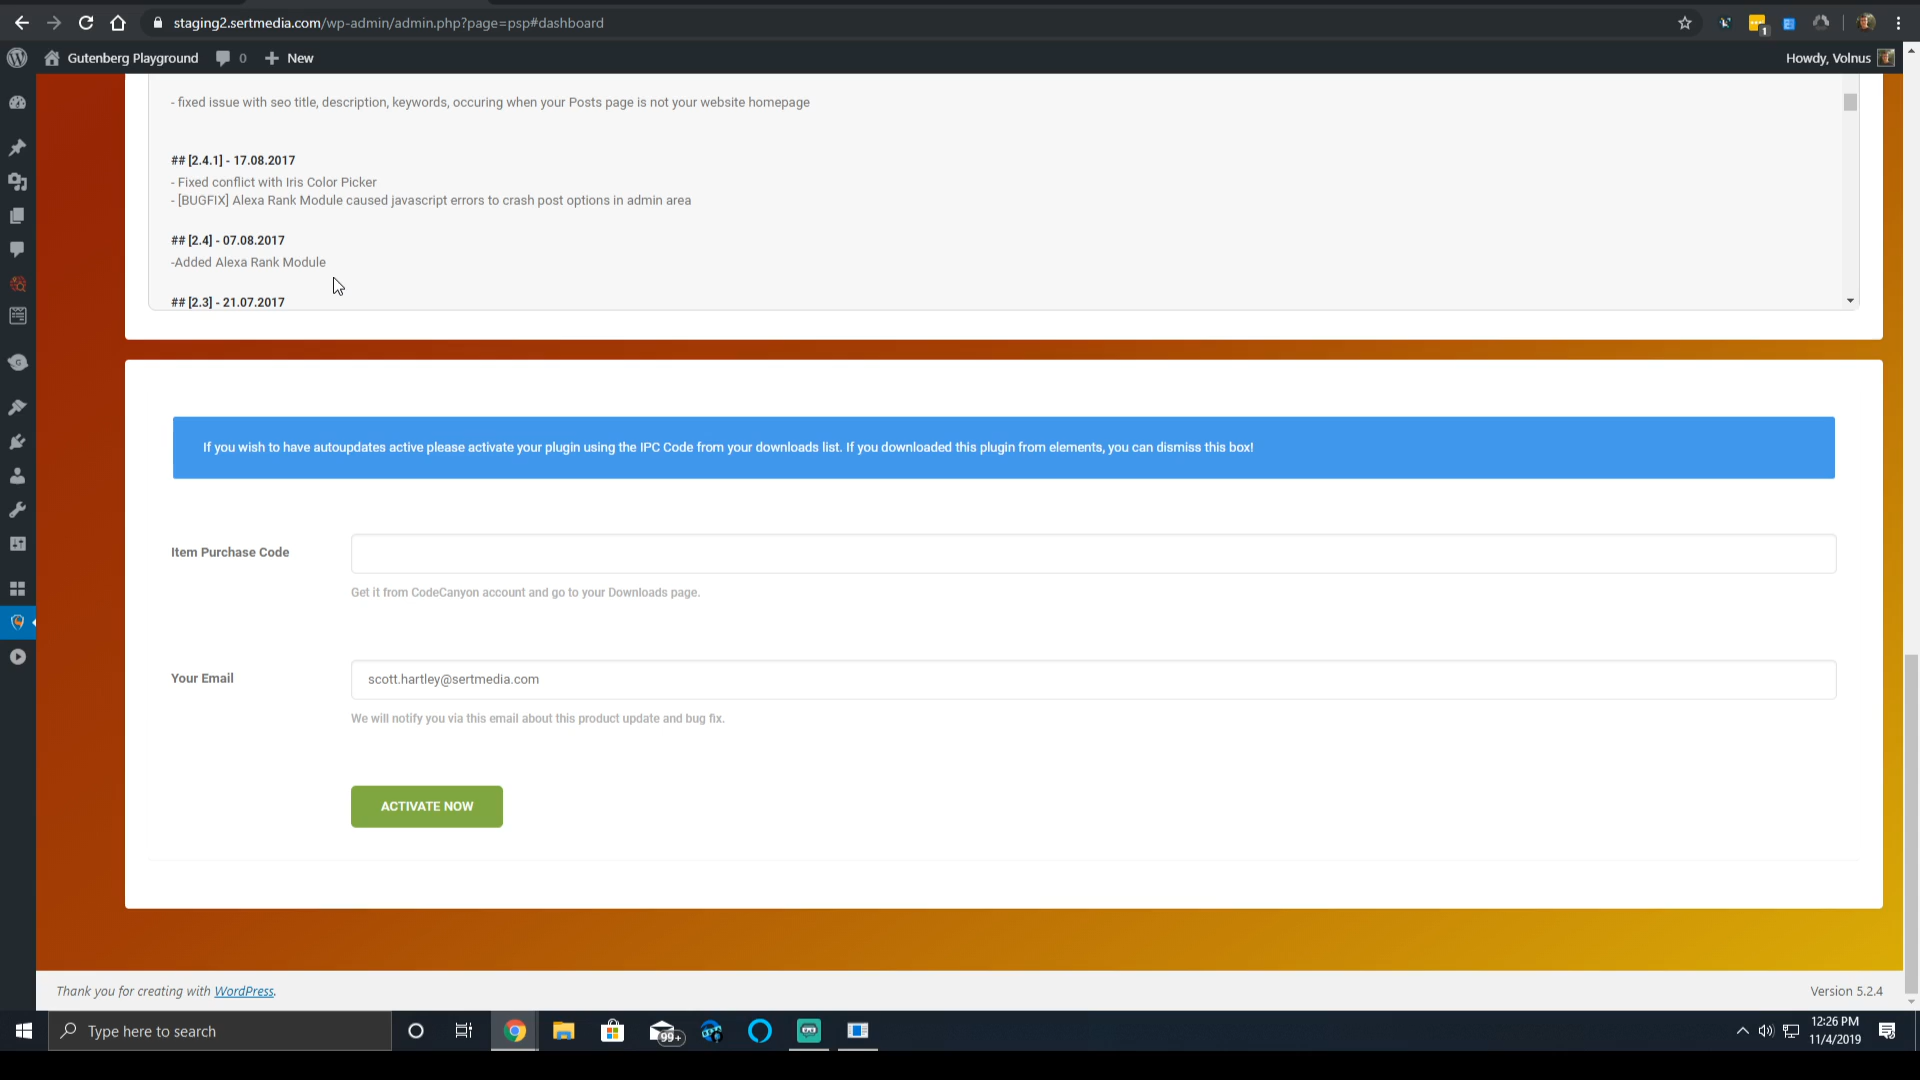 staging2.sertmedia.com/wp-admin/admin.php?page=psp#dashboard
1
Gutenberg Playground 0 New Howdy, Volnus
- fixed issue with seo title, description, keywords, occuring when your Posts page is not your website homepage
## [2.4.1] - 17.08.2017
- Fixed conflict with Iris Color Picker
- [BUGFIX] Alexa Rank Module caused javascript errors to crash post options in admin area
## [2.4] - 07.08.2017
-Added Alexa Rank Module
## [2.3] - 21.07.2017
If you wish to have autoupdates active please activate your plugin using the IPC Code from your downloads list. If you downloaded this plugin from elements, you can dismiss this box!
Item Purchase Code
Get it from CodeCanyon account and go to your Downloads page.
Your Email
scott.hartley@sertmedia.com
We will notify you via this email about this product update and bug fix.
ACTIVATE NOW
Thank you for creating with WordPress. Version 5.2.4
Type here to search
99+
12:26 PM
11/4/2019